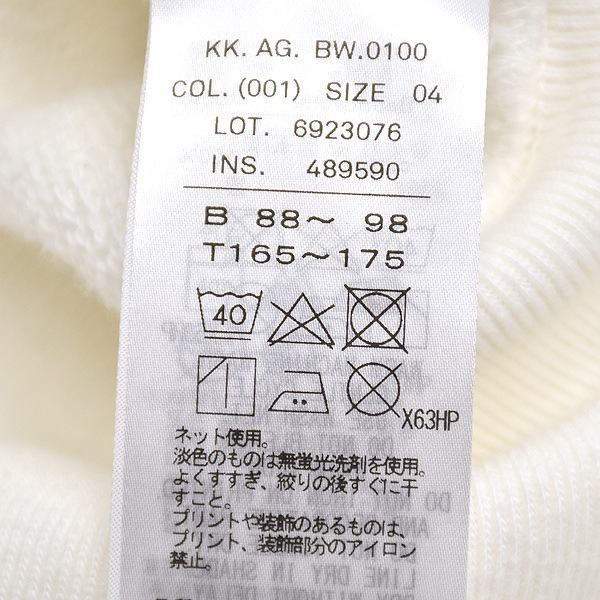 KK. AG. BW.0100
COL. (001) SIZE 04
LOT. 6923076
INS. 489590
B 88～ 98
T165～175
40
X63HP
ネット使用。
淡色のものは無蛍光洗剤を使用。
よくすすぎ、絞りの後すぐに干
すこと。
プリントや装飾のあるものは、
プリント、装飾部分のアイロン
禁止。